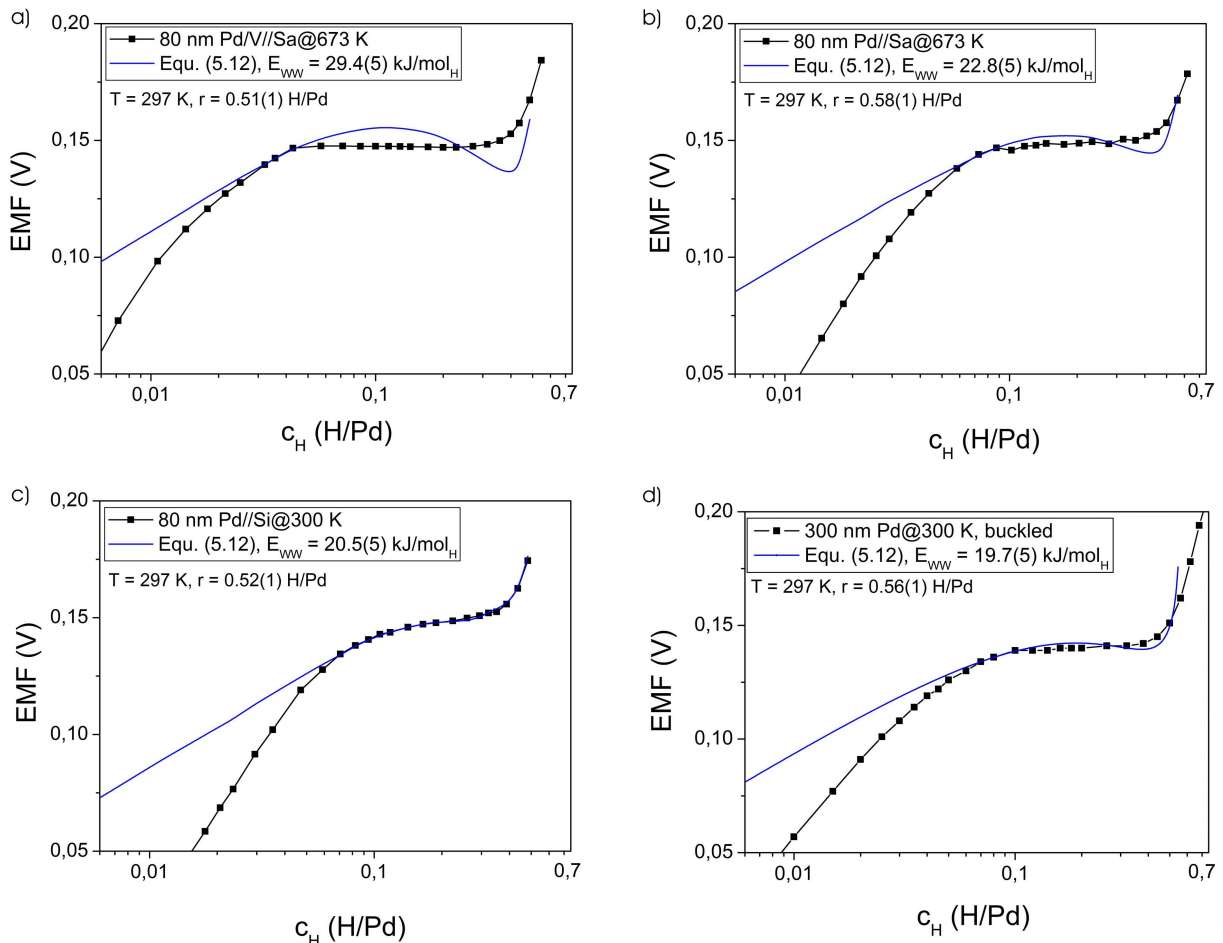 a)
0,20
0,15
0,10
0,05
EMF (V)
80 nm Pd/V//Sa@673 K
Equ. (5.12), E_WW = 29.4(5) kJ/mol_H
T = 297 K, r = 0.51(1) H/Pd
0,01
0,1
0,7
c_H (H/Pd)
b)
0,20
0,15
0,10
0,05
EMF (V)
80 nm Pd//Sa@673 K
Equ. (5.12), E_WW = 22.8(5) kJ/mol_H
T = 297 K, r = 0.58(1) H/Pd
0,01
0,1
0,7
c_H (H/Pd)
c)
0,20
0,15
0,10
0,05
EMF (V)
80 nm Pd//Si@300 K
Equ. (5.12), E_WW = 20.5(5) kJ/mol_H
T = 297 K, r = 0.52(1) H/Pd
0,01
0,1
0,7
c_H (H/Pd)
d)
0,20
0,15
0,10
0,05
EMF (V)
300 nm Pd@300 K, buckled
Equ. (5.12), E_WW = 19.7(5) kJ/mol_H
T = 297 K, r = 0.56(1) H/Pd
0,01
0,1
0,7
c_H (H/Pd)